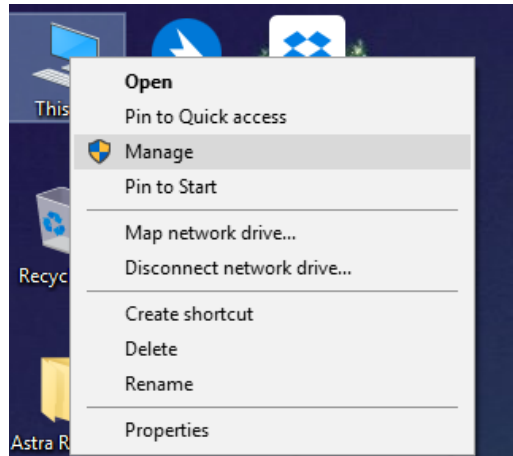 This
Open
Pin to Quick access
Manage
Pin to Start
Map network drive...
Disconnect network drive...
Recyc
Create shortcut
Delete
Rename
Properties
Astra R